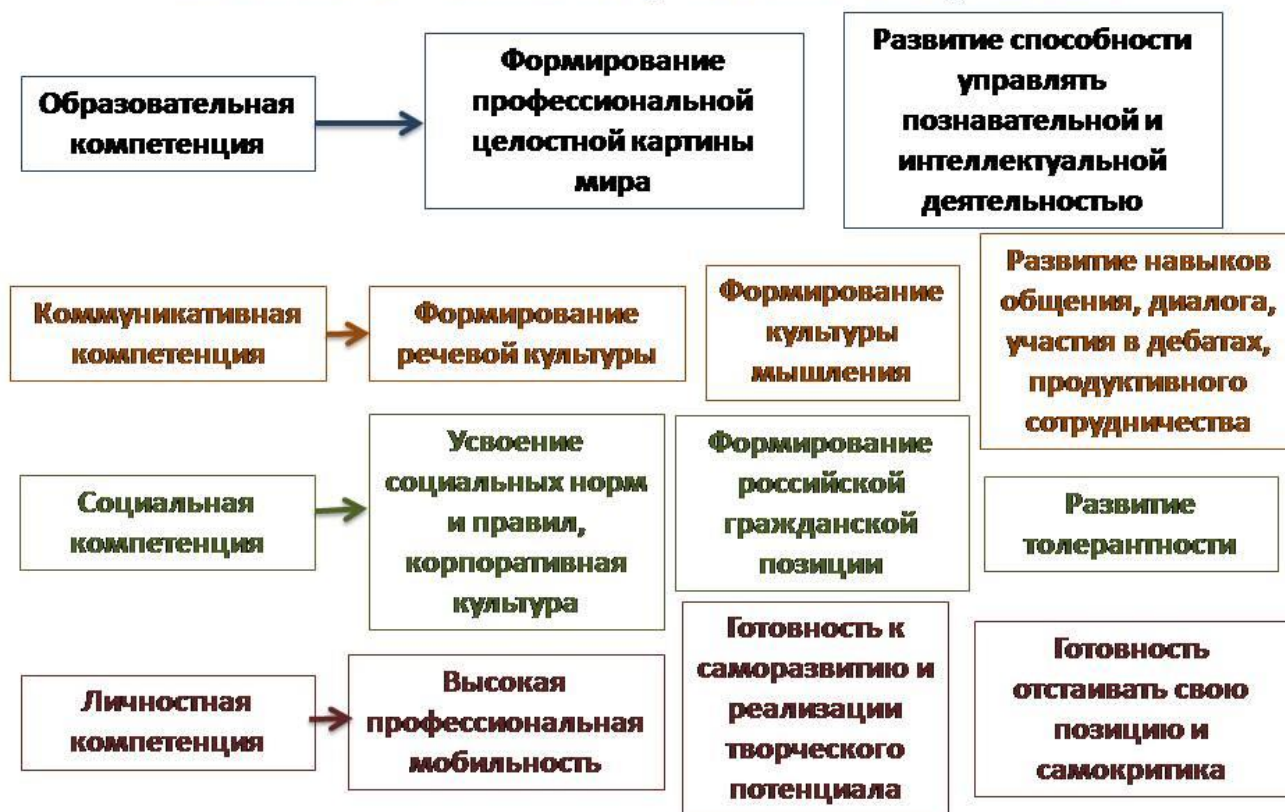 Образовательная
компетенция
Формирование
профессиональной
целостной картины
мира
Развитие способности
управлять
познавательной и
интеллектуальной
деятельностью
Коммуникативная
компетенция
Формирование
речевой культуры
Формирование
культуры
мышления
Развитие навыков
общения, диалога,
участия в дебатах,
продуктивного
сотрудничества
Социальная
компетенция
Усвоение
социальных норм
и правил,
корпоративная
культура
Формирование
российской
гражданской
позиции
Развитие
толерантности
Личностная
компетенция
Высокая
профессиональная
мобильность
Готовность к
саморазвитию и
реализации
творческого
потенциала
Готовность
отстаивать свою
позицию и
самокритика